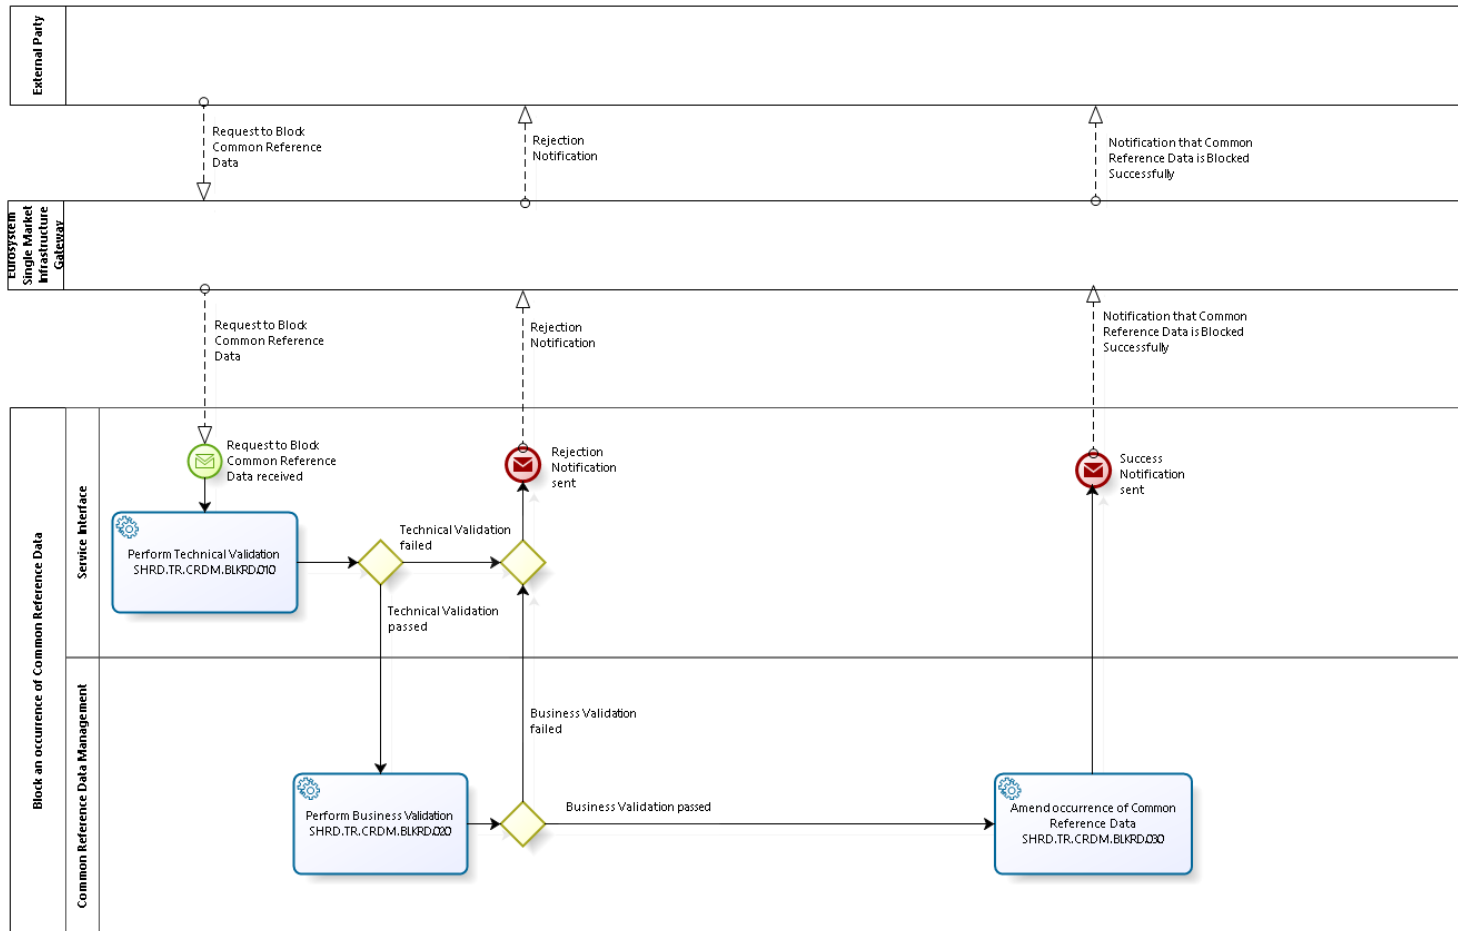 External Party
Request to Block
Common Reference
Data
Rejection
Notification
Notification that Common
Reference Data is Blocked
Successfully
Eurosystem
Single Market
Infrastructure
Gateway
Request to Block
Common Reference
Data
Rejection
Notification
Notification that Common
Reference Data is Blocked
Successfully
Block an occurrence of Common Reference Data
Service Interface
Request to Block
Common Reference
Data received
Rejection
Notification
sent
Success
Notification
sent
Perform Technical Validation
SHRD.TR.CRDM.BLKRD.010
Technical Validation
failed
Technical Validation
passed
Common Reference Data Management
Business Validation
failed
Perform Business Validation
SHRD.TR.CRDM.BLKRD.020
Business Validation passed
Amend occurrence of Common
Reference Data
SHRD.TR.CRDM.BLKRD.030